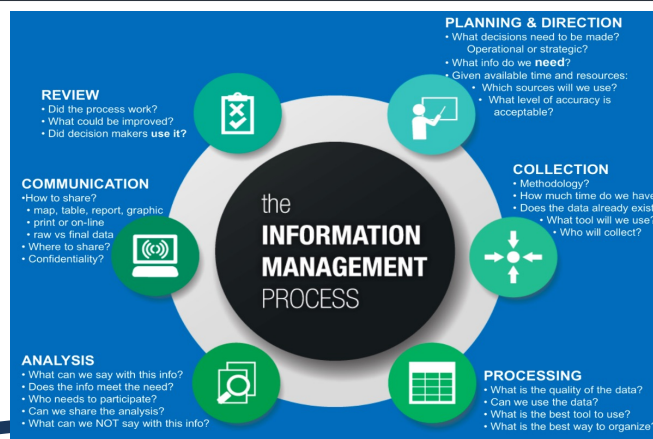 PLANNING & DIRECTION
• What decisions need to be made?
Operational or strategic?
• What info do we need?
• Given available time and resources:
• Which sources will we use?
• What level of accuracy is
acceptable?
COLLECTION
• Methodology?
• How much time do we have
• Does the data already exist
• What tool will we use?
• Who will collect?
PROCESSING
• What is the quality of the data?
• Can we use the data?
• What is the best tool to use?
• What is the best way to organize?
ANALYSIS
• What can we say with this info?
• Does the info meet the need?
• Who needs to participate?
• Can we share the analysis?
• What can we NOT say with this info?
COMMUNICATION
•How to share?
• map, table, report, graphic
• print or on-line
• raw vs final data
• Where to share?
• Confidentiality?
REVIEW
• Did the process work?
• What could be improved?
• Did decision makers use it?
the
INFORMATION
MANAGEMENT
PROCESS